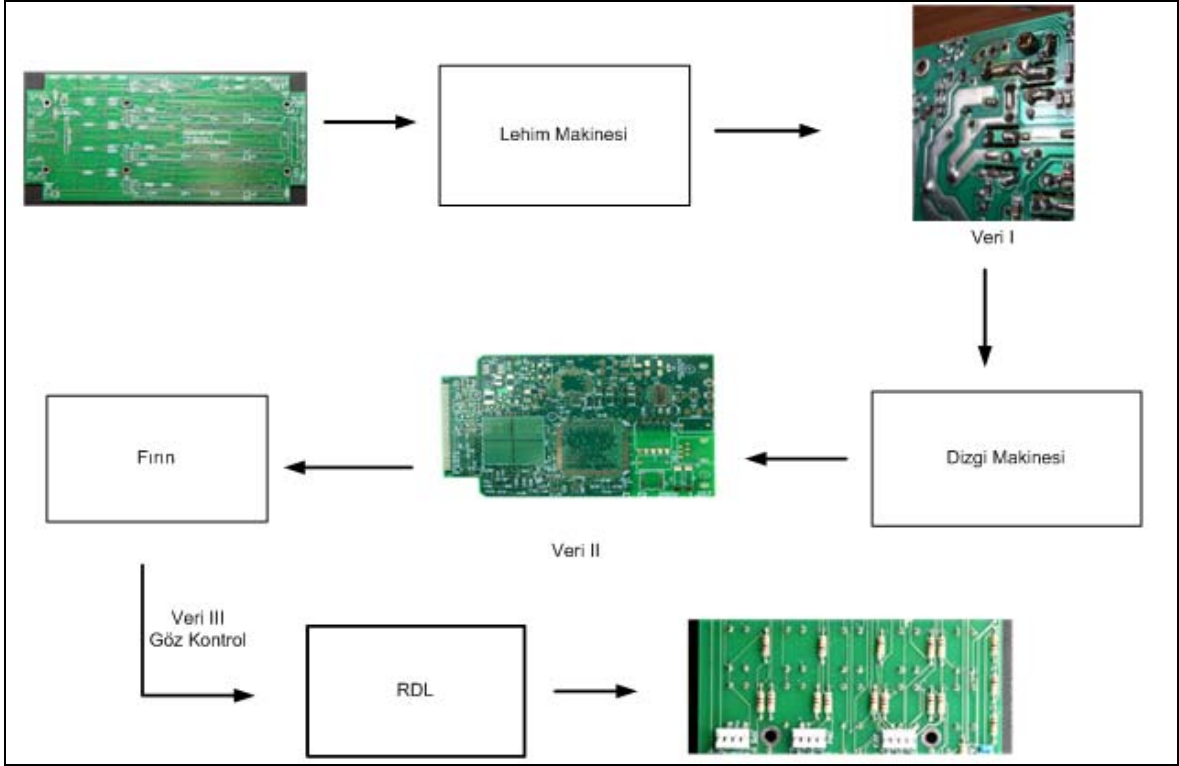 Lehim Makinesi
Veri I
Dizgi Makinesi
Veri II
Fırın
Veri III
Göz Kontrol
RDL